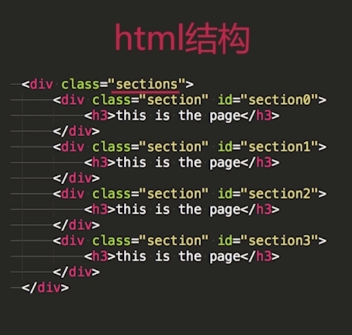 html结构
<div class="sections">
<div class="section" id="section0">
<h3>this is the page</h3>
</div>
<div class="section" id="section1">
<h3>this is the page</h3>
</div>
<div class="section" id="section2">
<h3>this is the page</h3>
</div>
<div class="section" id="section3">
<h3>this is the page</h3>
</div>
</div>